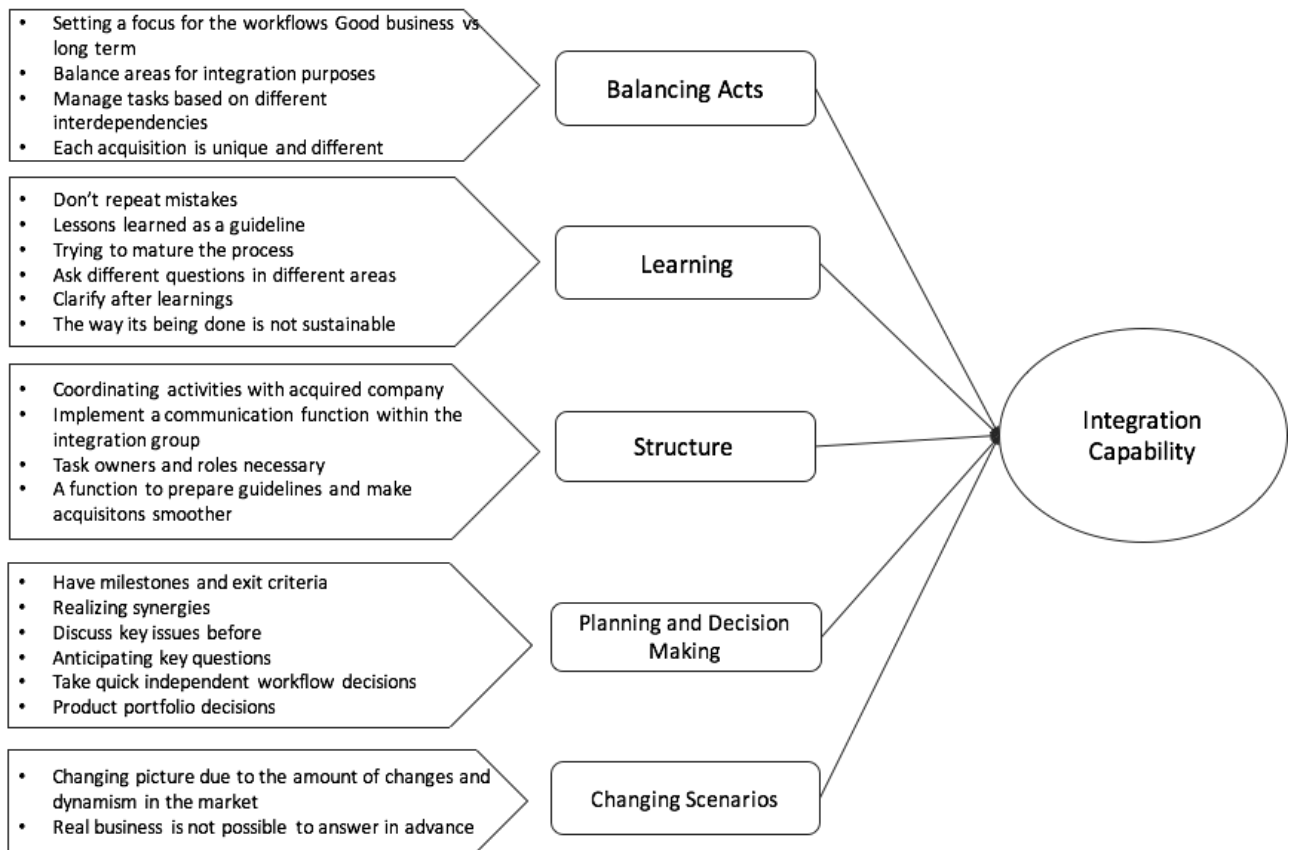 • Setting a focus for the workflows Good business vs
long term
• Balance areas for integration purposes
• Manage tasks based on different
interdependencies
• Each acquisition is unique and different
Balancing Acts
• Don't repeat mistakes
• Lessons learned as a guideline
• Trying to mature the process
• Ask different questions in different areas
• Clarify after learnings
• The way its being done is not sustainable
Learning
• Coordinating activities with acquired company
• Implement a communication function within the
integration group
• Task owners and roles necessary
• A function to prepare guidelines and make
acquisitons smoother
Structure
• Have milestones and exit criteria
• Realizing synergies
• Discuss key issues before
• Anticipating key questions
• Take quick independent workflow decisions
• Product portfolio decisions
Planning and Decision
Making
• Changing picture due to the amount of changes and
dynamism in the market
• Real business is not possible to answer in advance
Changing Scenarios
Integration
Capability